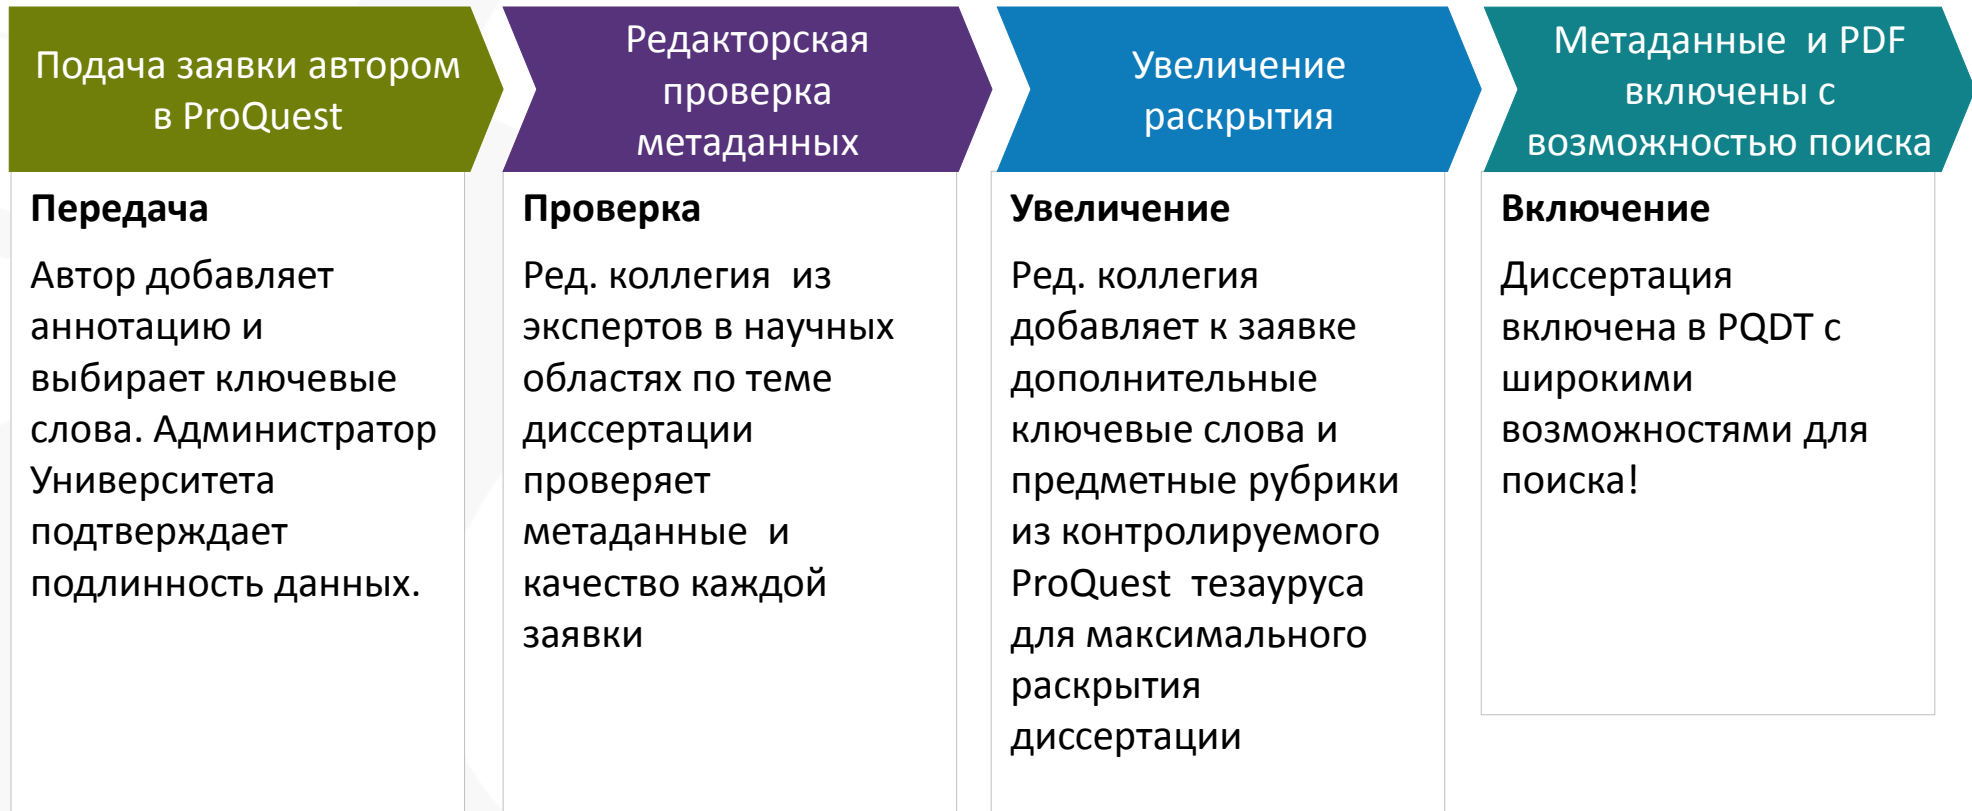 Подача заявки автором
в ProQuest
Редакторская
проверка
метаданных
Увеличение
раскрытия
Метаданные и PDF
включены с
возможностью поиска
Передача
Автор добавляет
аннотацию и
выбирает ключевые
слова. Администратор
Университета
подтверждает
подлинность данных.
Проверка
Ред. коллегия из
экспертов в научных
областях по теме
диссертации
проверяет
метаданные и
качество каждой
заявки
Увеличение
Ред. коллегия
добавляет к заявке
дополнительные
ключевые слова и
предметные рубрики
из контролируемого
ProQuest тезауруса
для максимального
раскрытия
диссертации
Включение
Диссертация
включена в PQDT с
широкими
возможностями для
поиска!